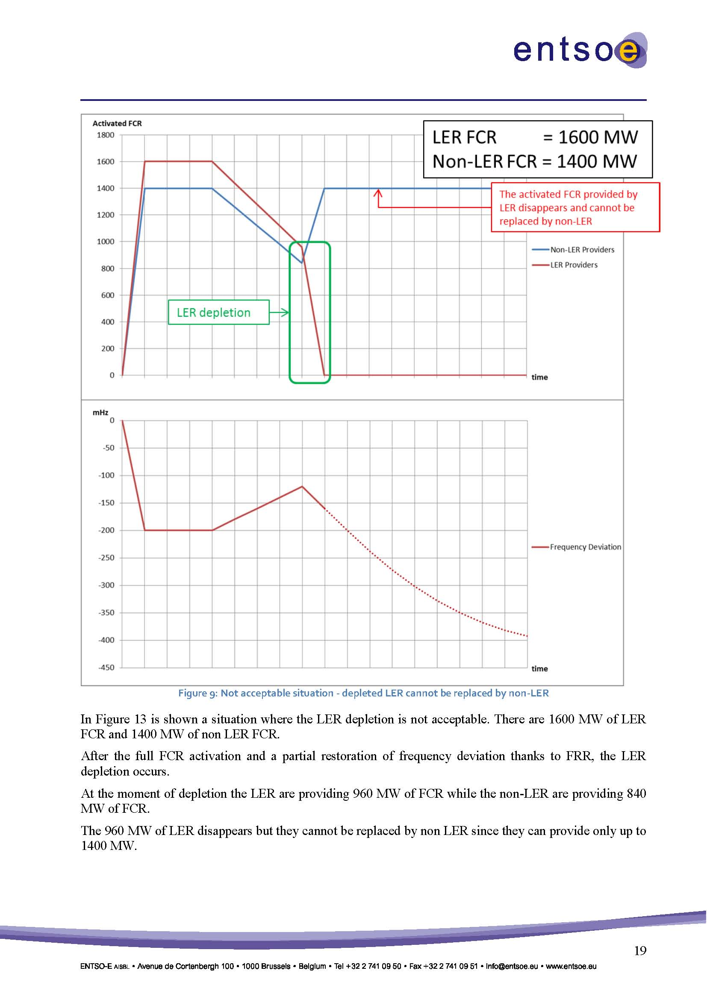 entsoe
Activated FCR
LER FCR = 1600 MW
Non-LER FCR = 1400 MW
1800
1600
1400
1200
1000
800
600
400
200
0
The activated FCR provided by
LER disappears and cannot be
replaced by non-LER
Non-LER Providers
LER Providers
LER depletion
time
mHz
0
-50
-100
-150
-200
-250
-300
-350
-400
-450
Frequency Deviation
time
Figure 9: Not acceptable situation - depleted LER cannot be replaced by non-LER
In Figure 13 is shown a situation where the LER depletion is not acceptable. There are 1600 MW of LER
FCR and 1400 MW of non LER FCR.
After the full FCR activation and a partial restoration of frequency deviation thanks to FRR, the LER
depletion occurs.
At the moment of depletion the LER are providing 960 MW of FCR while the non-LER are providing 840
MW of FCR.
The 960 MW of LER disappears but they cannot be replaced by non LER since they can provide only up to
1400 MW.
19
ENTSO-E AISBL • Avenue de Cortenbergh 100 • 1000 Brussels • Belgium • Tel +32 2 741 09 50 • Fax +32 2 741 09 51 • info@entsoe.eu • www.entsoe.eu